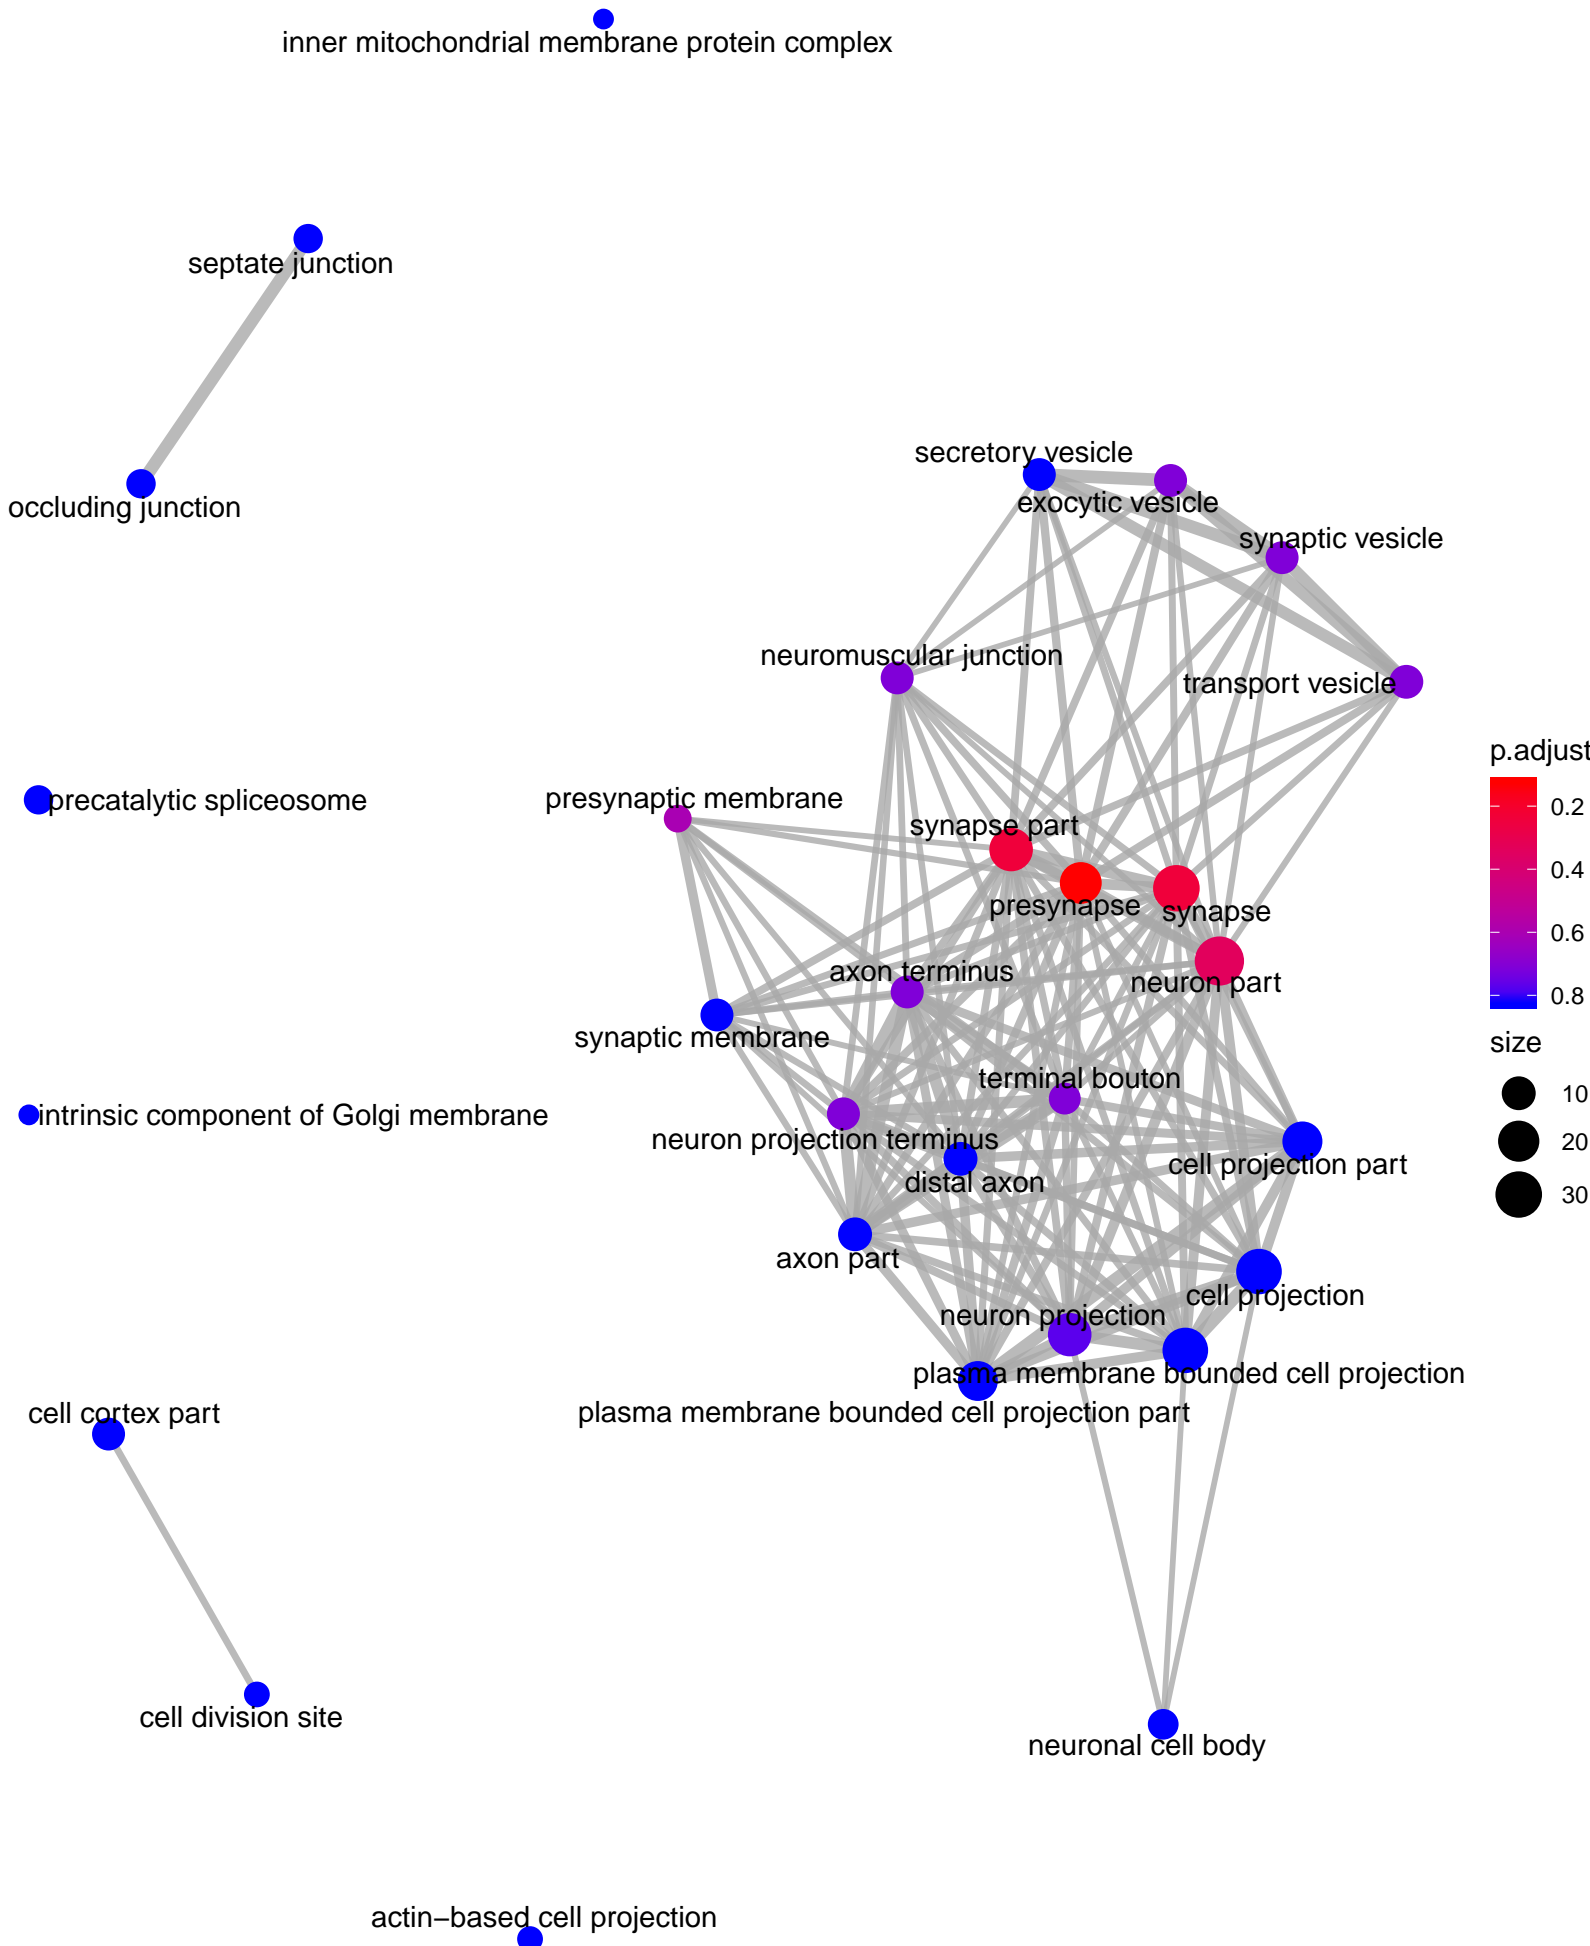 inner mitochondrial membrane protein complex
septate junction
occluding junction
secretory vesicle
exocytic vesicle
synaptic vesicle
neuromuscular junction
transport vesicle
p.adjust
0.2
0.4
0.6
0.8
precatalytic spliceosome
presynaptic membrane
synapse part
presynapse
synapse
axon terminus
neuron part
synaptic membrane
size
10
20
30
terminal bouton
intrinsic component of Golgi membrane
neuron projection terminus
cell projection part
distal axon
axon part
cell projection
neuron projection
plasma membrane bounded cell projection
plasma membrane bounded cell projection part
cell cortex part
cell division site
neuronal cell body
actin−based cell projection